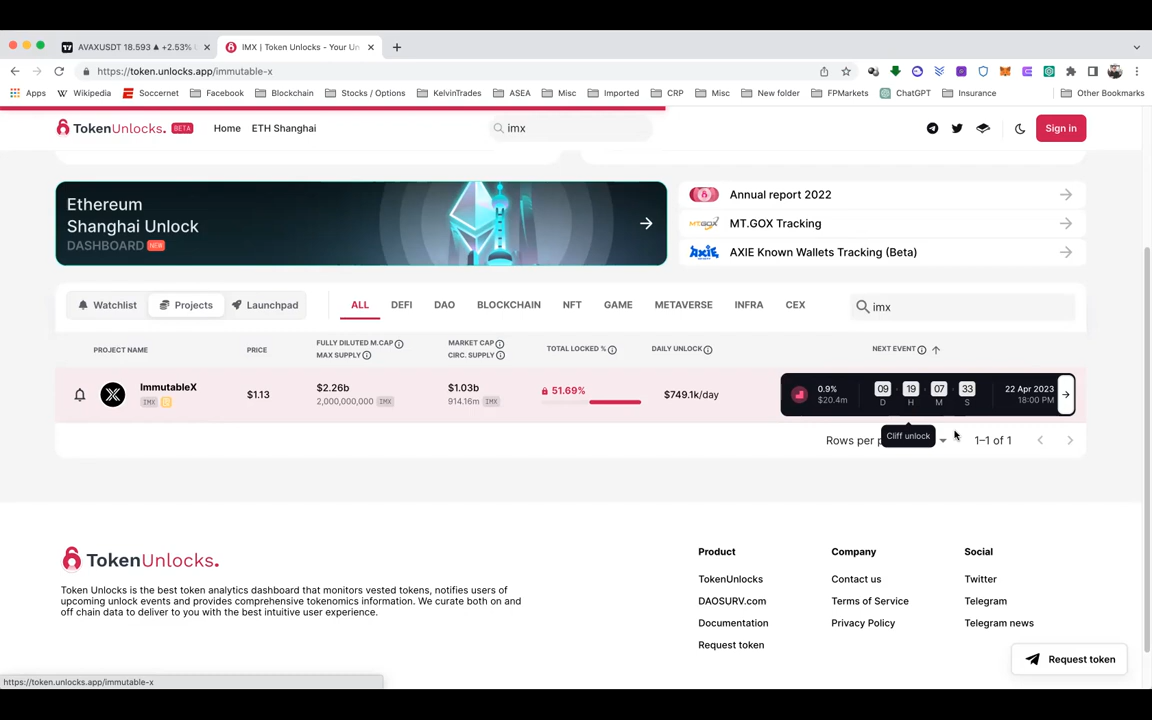 AVAXUSDT 18.593 ▲ +2.53%
IMX | Token Unlocks - Your Un
https://token.unlocks.app/immutable-x
Apps Wikipedia Soccernet Facebook Blockchain Stocks / Options KelvinTrades ASEA Misc Imported CRP Misc New folder FPMarkets ChatGPT Insurance Other Bookmarks
TokenUnlocks. BETA Home ETH Shanghai imx Sign in
Ethereum
Shanghai Unlock
DASHBOARD NEW
Annual report 2022
MT.GOX MT.GOX Tracking
AXIE AXIE Known Wallets Tracking (Beta)
Watchlist Projects Launchpad ALL DEFI DAO BLOCKCHAIN NFT GAME METAVERSE INFRA CEX imx
PROJECT NAME PRICE FULLY DILUTED M.CAP MARKET CAP TOTAL LOCKED % DAILY UNLOCK NEXT EVENT
MAX SUPPLY CIRC. SUPPLY
ImmutableX $1.13 $2.26b $1.03b 51.69% $749.1k/day 0.9% 09 19 07 33 22 Apr 2023
IMX 2,000,000,000 IMX 914.16m IMX $20.4m D H M S 18:00 PM
Cliff unlock
Rows per p 1–1 of 1
TokenUnlocks.
Token Unlocks is the best token analytics dashboard that monitors vested tokens, notifies users of
upcoming unlock events and provides comprehensive tokenomics information. We curate both on and
off chain data to deliver to you with the best intuitive user experience.
Product
TokenUnlocks
DAOSURV.com
Documentation
Request token
Company
Contact us
Terms of Service
Privacy Policy
Social
Twitter
Telegram
Telegram news
Request token
https://token.unlocks.app/immutable-x